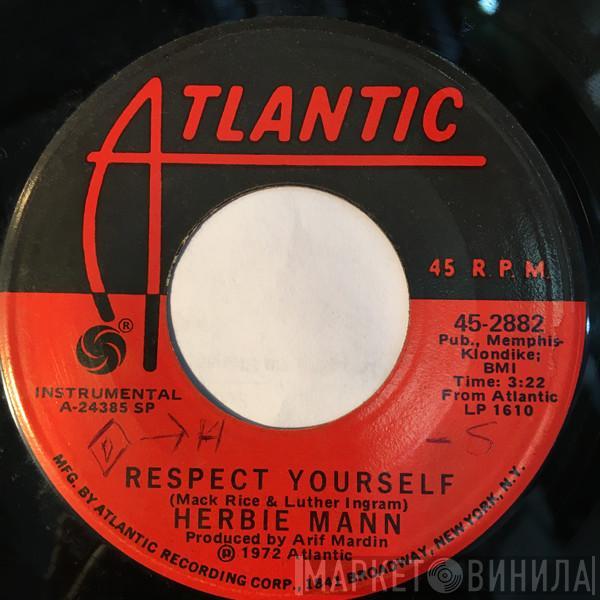 ATLANTIC
45 R.P.M.
®
45-2882
Pub., Memphis-
Klondike;
BMI
Time: 3:22
From Atlantic
LP 1610
INSTRUMENTAL
A-24385 SP
D → H
- S
RESPECT YOURSELF
(Mack Rice & Luther Ingram)
HERBIE MANN
Produced by Arif Mardin
℗ 1972 Atlantic
MFG. BY ATLANTIC RECORDING CORP., 1841 BROADWAY, NEW YORK, N.Y.
МАРКЕТ ВИНИЛА